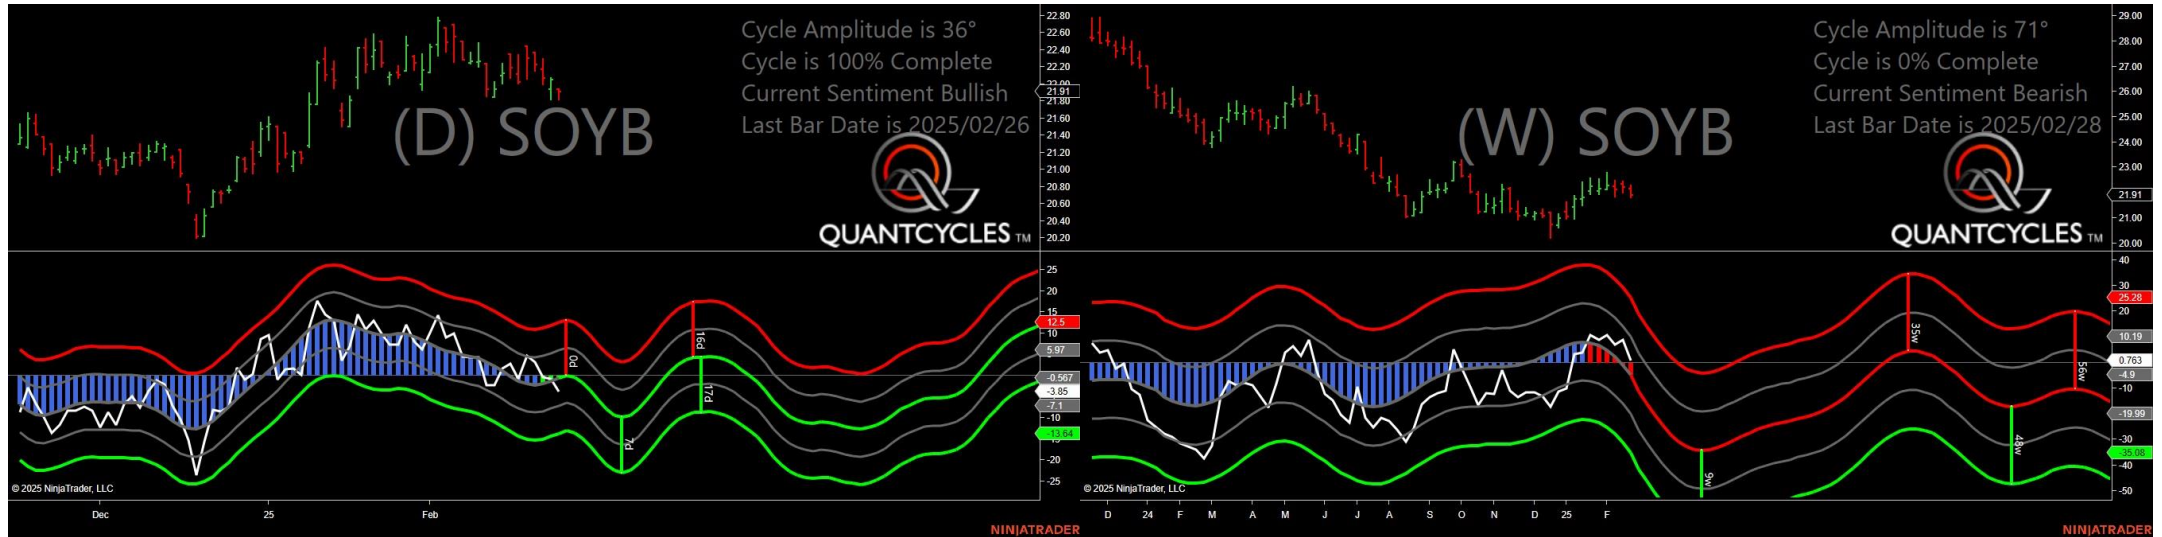 Cycle Amplitude is 36°
Cycle is 100% Complete
Current Sentiment Bullish
Last Bar Date is 2025/02/26
(D) SOYB
QUANTCYCLES TM
22.80
22.60
22.40
22.20
22.00
21.91
21.80
21.60
21.40
21.20
21.00
20.80
20.60
20.40
20.20
25
20
15
12.5
10
5.97
-0.567
-3.85
-7.1
-10
-13.64
-20
-25
0d
7d
16d
17d
© 2025 NinjaTrader, LLC
Dec 25 Feb
NINJATRADER
Cycle Amplitude is 71°
Cycle is 0% Complete
Current Sentiment Bearish
Last Bar Date is 2025/02/28
(W) SOYB
QUANTCYCLES TM
29.00
28.00
27.00
26.00
25.00
24.00
23.00
21.91
21.00
20.00
40
30
25.28
20
10.19
0.763
-4.9
-10
-19.99
-30
-35.08
-40
-50
9w
35w
48w
56w
© 2025 NinjaTrader, LLC
D 24 F M A M J J A S O N D 25 F
NINJATRADER